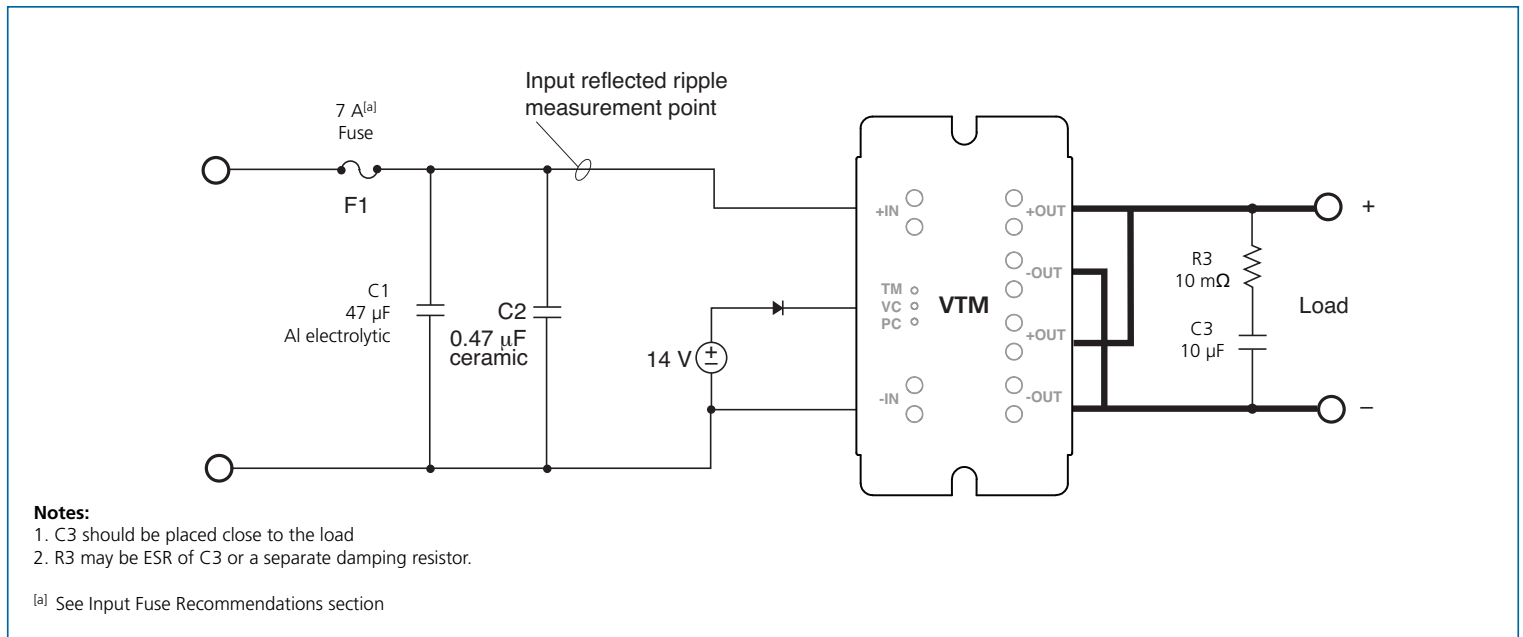 Input reflected ripple
measurement point
7 A[a]
Fuse
F1
C1
47 µF
Al electrolytic
C2
0.47 µF
ceramic
14 V
+
−
+IN
TM
VC
PC
-IN
VTM
+OUT
-OUT
+OUT
-OUT
R3
10 mΩ
C3
10 µF
Load
+
−
Notes:
1. C3 should be placed close to the load
2. R3 may be ESR of C3 or a separate damping resistor.
[a] See Input Fuse Recommendations section